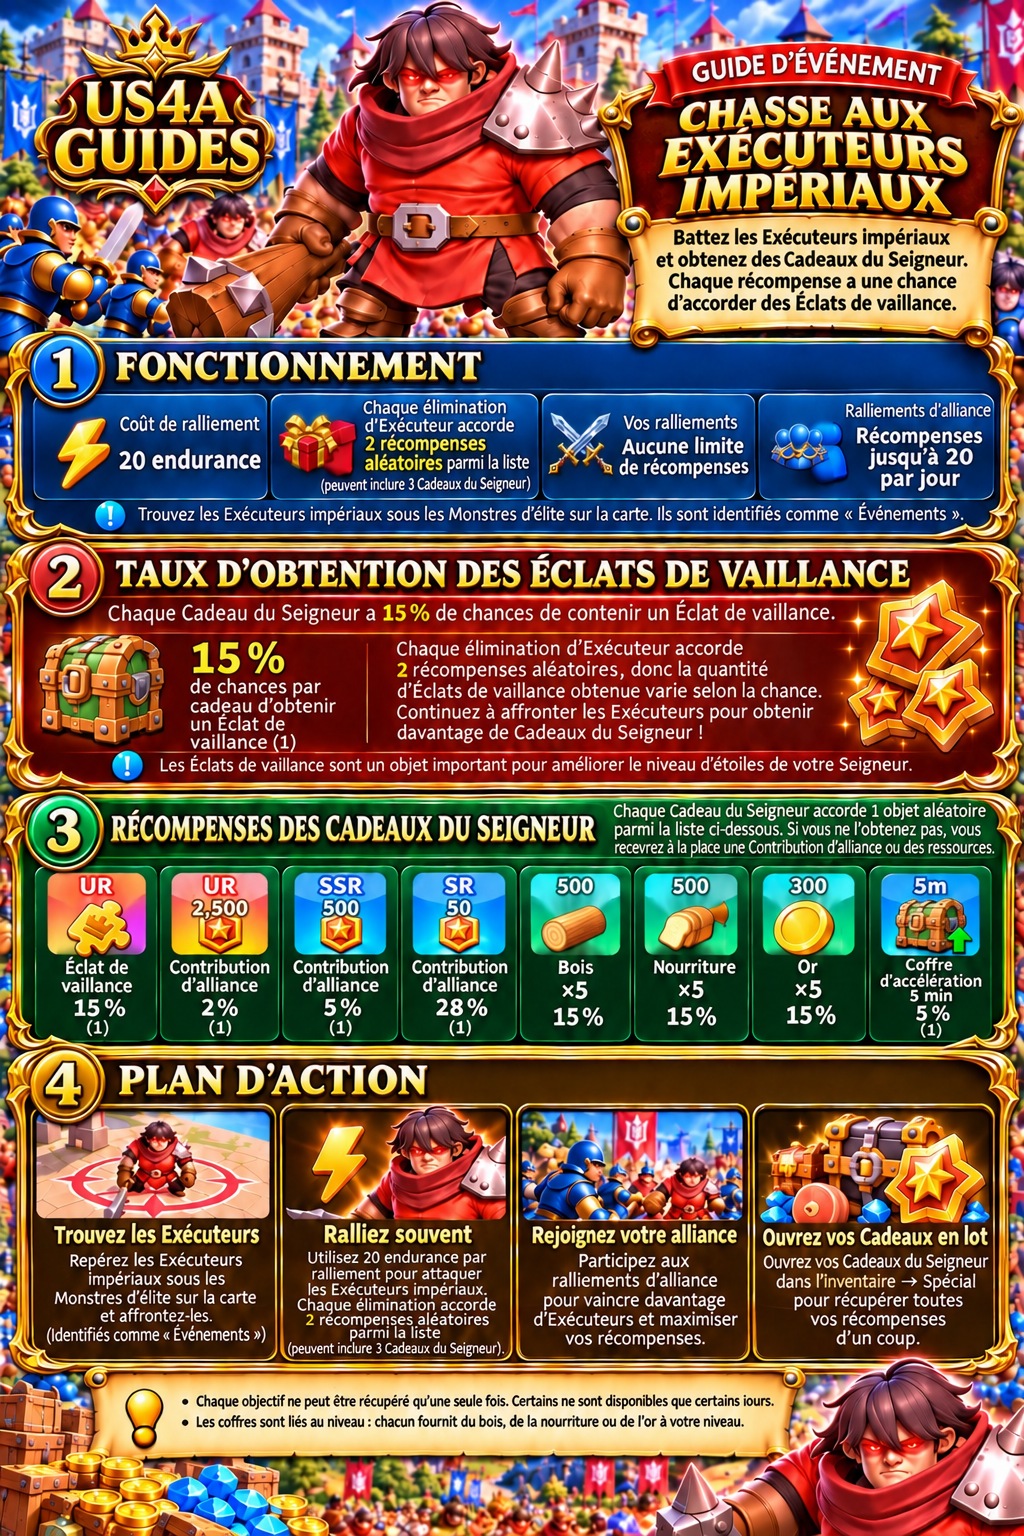 US4A
GUIDES
GUIDE D'ÉVÉNEMENT
CHASSE AUX
EXÉCUTEURS
IMPÉRIAUX
Battez les Exécuteurs impériaux
et obtenez des Cadeaux du Seigneur.
Chaque récompense a une chance
d'accorder des Éclats de vaillance.
1 FONCTIONNEMENT
Coût de ralliement
20 endurance
Chaque élimination
d'Exécuteur accorde
2 récompenses
aléatoires parmi la liste
(peuvent inclure 3 Cadeaux du Seigneur)
Vos ralliements
Aucune limite
de récompenses
Ralliements d'alliance
Récompenses
jusqu'à 20
par jour
! Trouvez les Exécuteurs impériaux sous les Monstres d'élite sur la carte. Ils sont identifiés comme « Événements ».
2 TAUX D'OBTENTION DES ÉCLATS DE VAILLANCE
Chaque Cadeau du Seigneur a 15 % de chances de contenir un Éclat de vaillance.
15 %
de chances par
cadeau d'obtenir
un Éclat de
vaillance (1)
Chaque élimination d'Exécuteur accorde
2 récompenses aléatoires, donc la quantité
d'Éclats de vaillance obtenue varie selon la chance.
Continuez à affronter les Exécuteurs pour obtenir
davantage de Cadeaux du Seigneur !
! Les Éclats de vaillance sont un objet important pour améliorer le niveau d'étoiles de votre Seigneur.
3 RÉCOMPENSES DES CADEAUX DU SEIGNEUR
Chaque Cadeau du Seigneur accorde 1 objet aléatoire
parmi la liste ci-dessous. Si vous ne l'obtenez pas, vous
recevrez à la place une Contribution d'alliance ou des ressources.
UR
Éclat de
vaillance
15 %
(1)
UR
2,500
Contribution
d'alliance
2 %
(1)
SSR
500
Contribution
d'alliance
5 %
(1)
SR
50
Contribution
d'alliance
28 %
(1)
500
Bois
×5
15 %
500
Nourriture
×5
15 %
300
Or
×5
15 %
5m
Coffre
d'accélération
5 min
5 %
(1)
4 PLAN D'ACTION
Trouvez les Exécuteurs
Repérez les Exécuteurs
impériaux sous les
Monstres d'élite sur la carte
et affrontez-les.
(Identifiés comme « Événements »)
Ralliez souvent
Utilisez 20 endurance par
ralliement pour attaquer
les Exécuteurs impériaux.
Chaque élimination accorde
2 récompenses aléatoires
parmi la liste
(peuvent inclure 3 Cadeaux du Seigneur).
Rejoignez votre alliance
Participez aux
ralliements d'alliance
pour vaincre davantage
d'Exécuteurs et maximiser
vos récompenses.
Ouvrez vos Cadeaux en lot
Ouvrez vos Cadeaux du Seigneur
dans l'inventaire → Spécial
pour récupérer toutes
vos récompenses
d'un coup.
• Chaque objectif ne peut être récupéré qu'une seule fois. Certains ne sont disponibles que certains iours.
• Les coffres sont liés au niveau : chacun fournit du bois, de la nourriture ou de l'or à votre niveau.